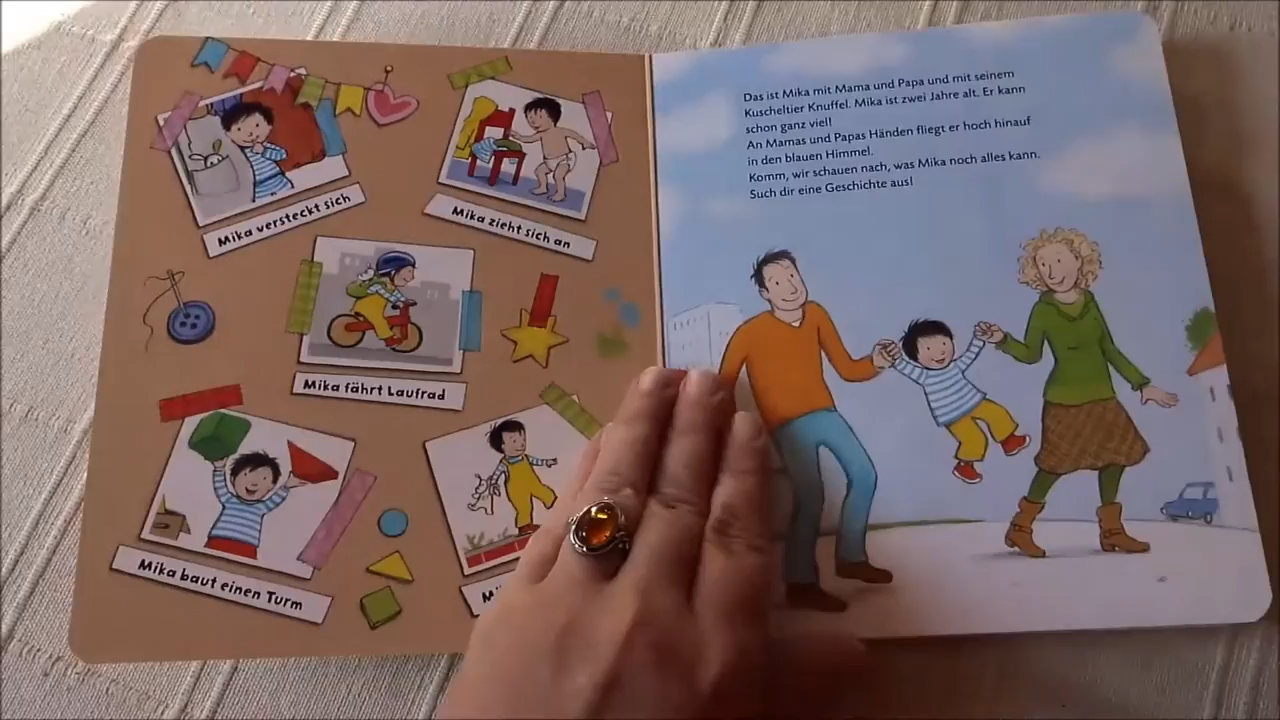 Mika versteckt sich
Mika zieht sich an
Mika fährt Laufrad
Mika baut einen Turm
Das ist Mika mit Mama und Papa und mit seinem
Kuscheltier Knuffel. Mika ist zwei Jahre alt. Er kann
schon ganz viel!
An Mamas und Papas Händen fliegt er hoch hinauf
in den blauen Himmel.
Komm, wir schauen nach, was Mika noch alles kann.
Such dir eine Geschichte aus!